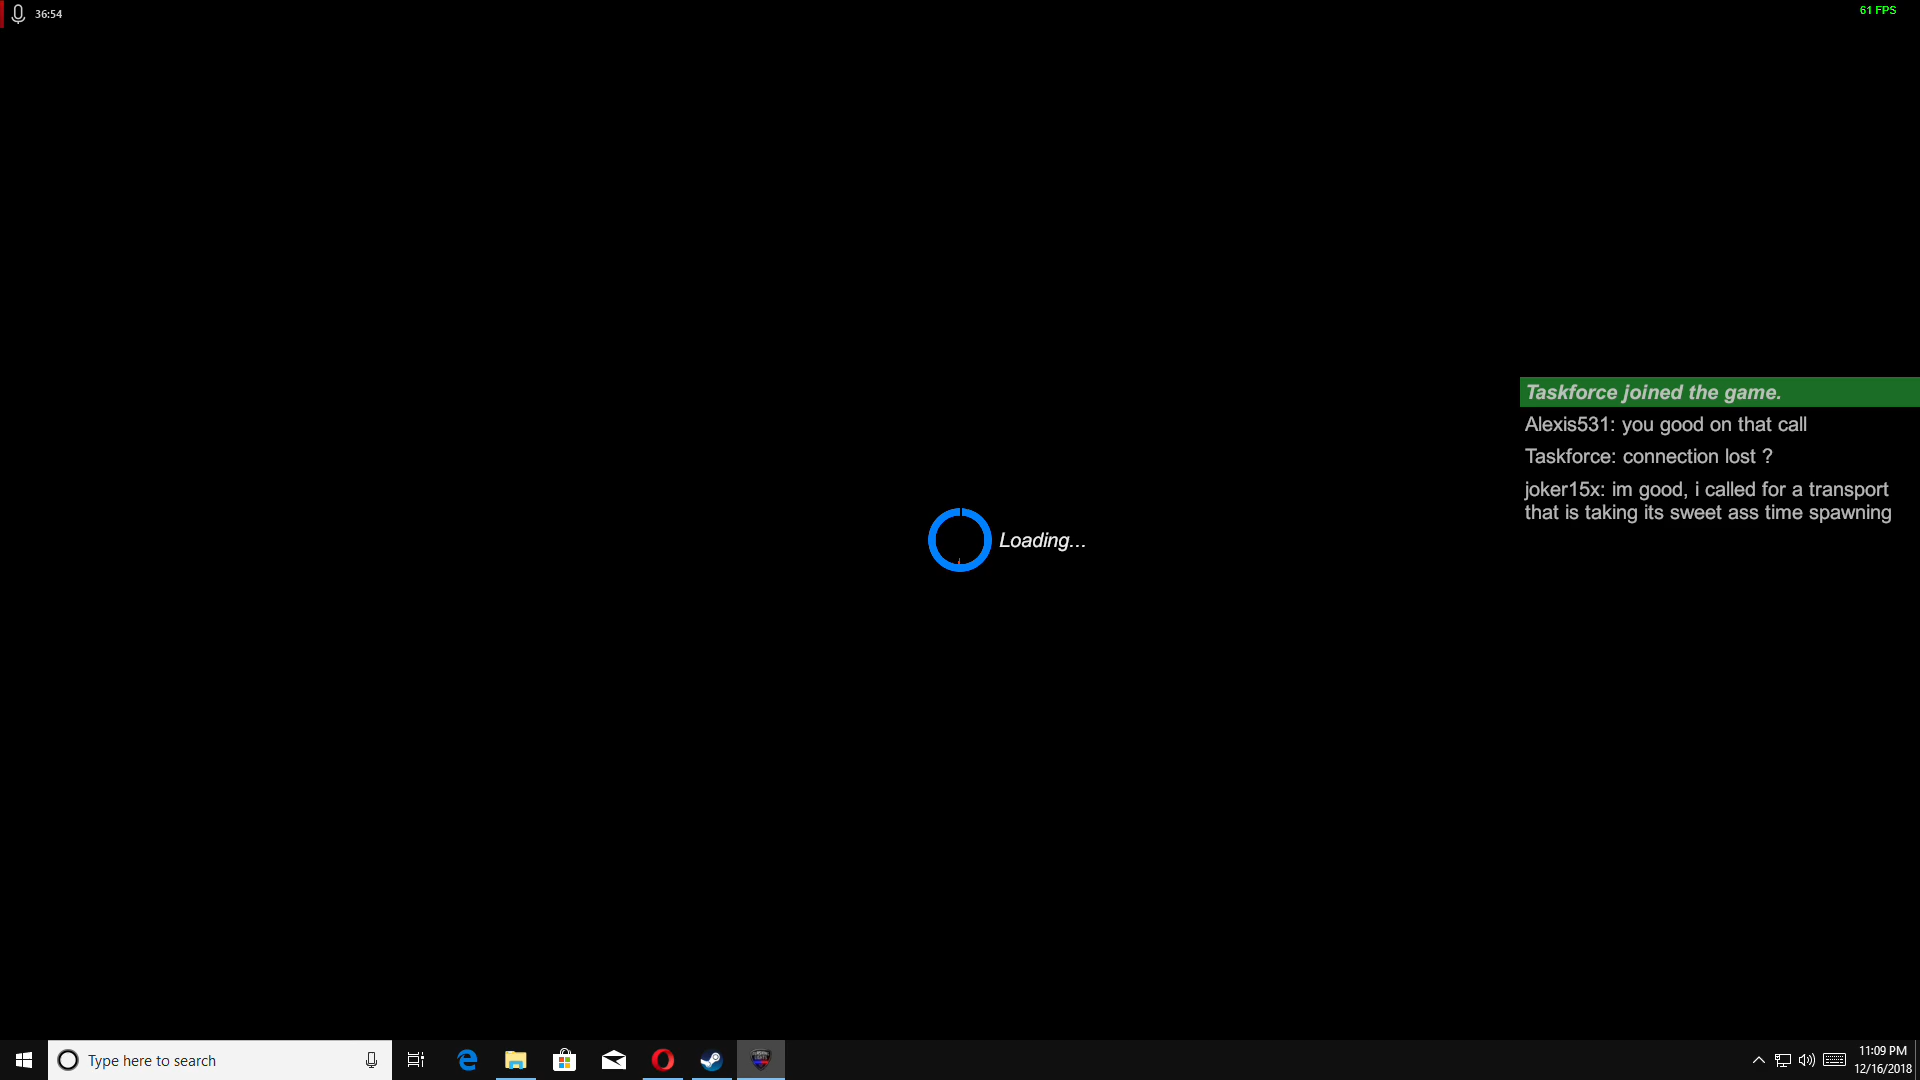 36:54
61 FPS
Taskforce joined the game.
Alexis531: you good on that call
Taskforce: connection lost ?
joker15x: im good, i called for a transport
that is taking its sweet ass time spawning
Loading...
Type here to search
11:09 PM
12/16/2018